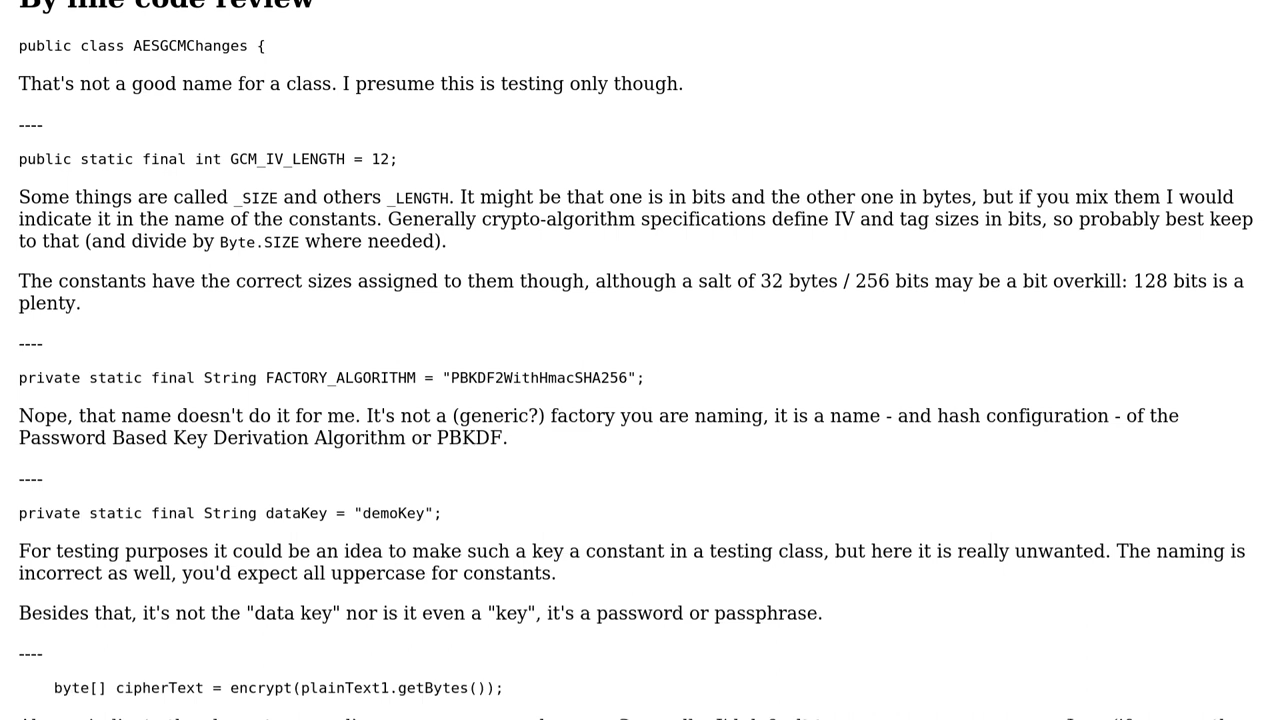 By line code review
public class AESGCMChanges {
That's not a good name for a class. I presume this is testing only though.
----
public static final int GCM_IV_LENGTH = 12;
Some things are called _SIZE and others _LENGTH. It might be that one is in bits and the other one in bytes, but if you mix them I would
indicate it in the name of the constants. Generally crypto-algorithm specifications define IV and tag sizes in bits, so probably best keep
to that (and divide by Byte.SIZE where needed).
The constants have the correct sizes assigned to them though, although a salt of 32 bytes / 256 bits may be a bit overkill: 128 bits is a
plenty.
----
private static final String FACTORY_ALGORITHM = "PBKDF2WithHmacSHA256";
Nope, that name doesn't do it for me. It's not a (generic?) factory you are naming, it is a name - and hash configuration - of the
Password Based Key Derivation Algorithm or PBKDF.
----
private static final String dataKey = "demoKey";
For testing purposes it could be an idea to make such a key a constant in a testing class, but here it is really unwanted. The naming is
incorrect as well, you'd expect all uppercase for constants.
Besides that, it's not the "data key" nor is it even a "key", it's a password or passphrase.
----
byte[] cipherText = encrypt(plainText1.getBytes());